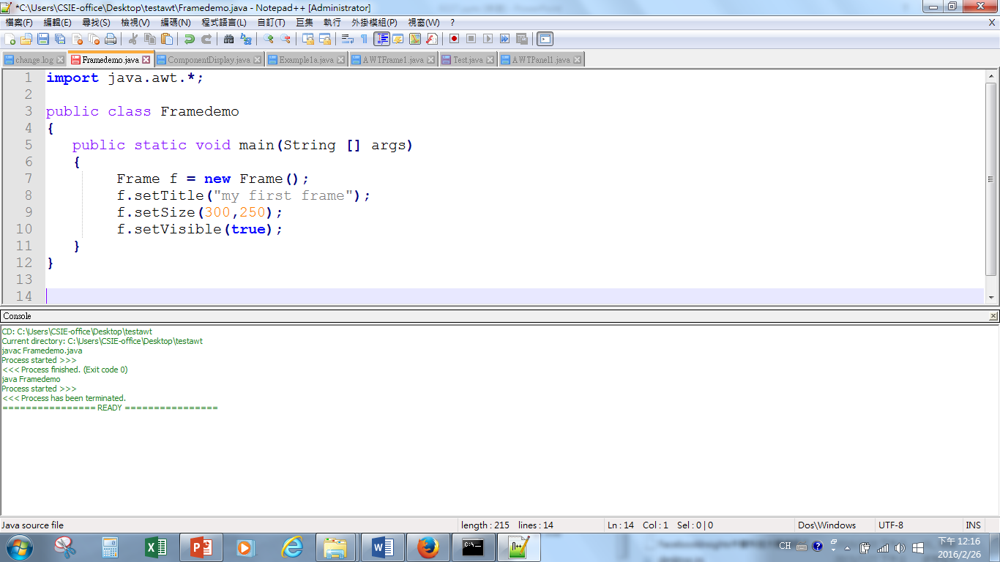 *C:\Users\CSIE-office\Desktop\testawt\Framedemo.java - Notepad++ [Administrator]
檔案(F) 編輯(E) 尋找(S) 檢視(V) 編碼(N) 程式語言(L) 自訂(T) 巨集 執行 外掛模組(P) 視窗(W) ? X
change.log Framedemo.java ComponentDisplay.java Example1a.java AWTFrame1.java Test.java AWTPanel1.java
1 import java.awt.*;
2
3 public class Framedemo
4 {
5 public static void main(String [] args)
6 {
7 Frame f = new Frame();
8 f.setTitle("my first frame");
9 f.setSize(300,250);
10 f.setVisible(true);
11 }
12 }
13
14
Console
CD: C:\Users\CSIE-office\Desktop\testawt
Current directory: C:\Users\CSIE-office\Desktop\testawt
javac Framedemo.java
Process started >>>
<<< Process finished. (Exit code 0)
java Framedemo
Process started >>>
<<< Process has been terminated.
================ READY ================
Java source file length : 215 lines : 14 Ln : 14 Col : 1 Sel : 0 | 0 Dos\Windows UTF-8 INS
CH 下午 12:16
2016/2/26